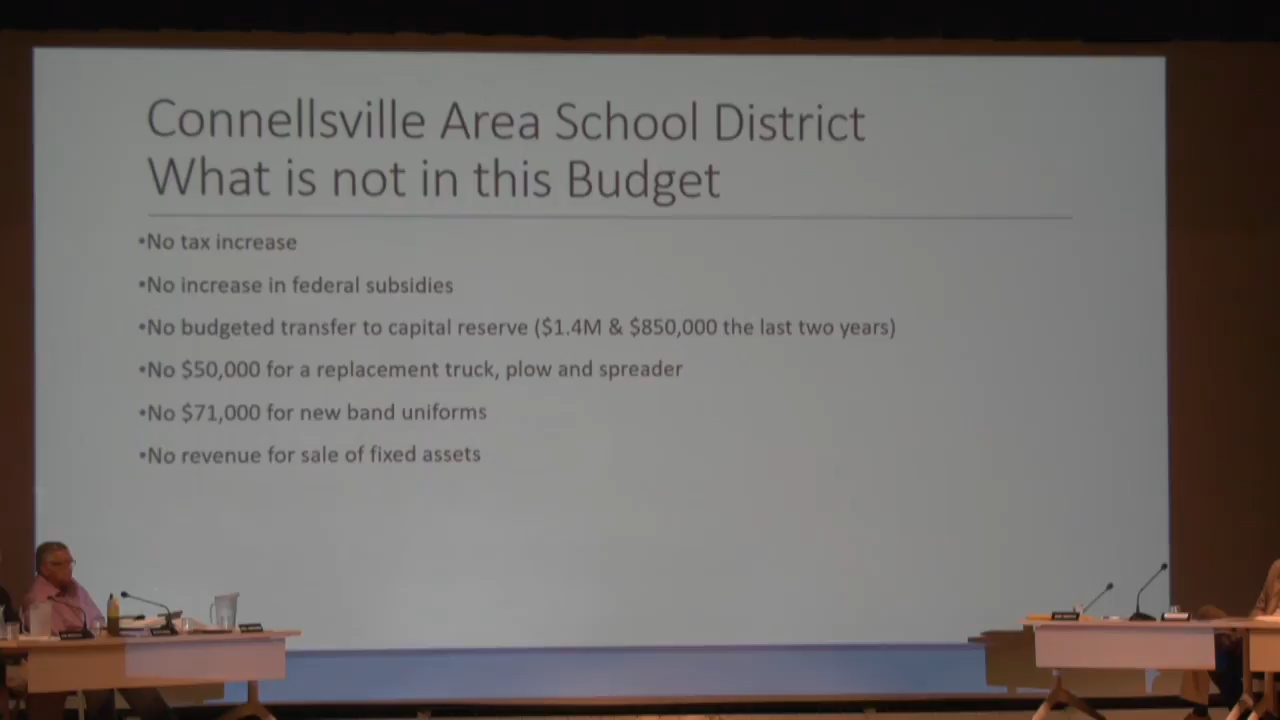 Connellsville Area School District
What is not in this Budget
•No tax increase
•No increase in federal subsidies
•No budgeted transfer to capital reserve ($1.4M & $850,000 the last two years)
•No $50,000 for a replacement truck, plow and spreader
•No $71,000 for new band uniforms
•No revenue for sale of fixed assets